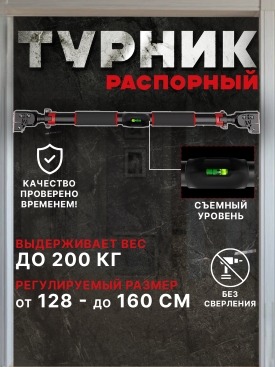 ТУРНИК
РАСПОРНЫЙ
КАЧЕСТВО
ПРОВЕРЕНО
ВРЕМЕНЕМ!
СЪЕМНЫЙ
УРОВЕНЬ
ВЫДЕРЖИВАЕТ ВЕС
ДО 200 КГ
РЕГУЛИРУЕМЫЙ РАЗМЕР
от 128 - до 160 СМ
БЕЗ
СВЕРЛЕНИЯ